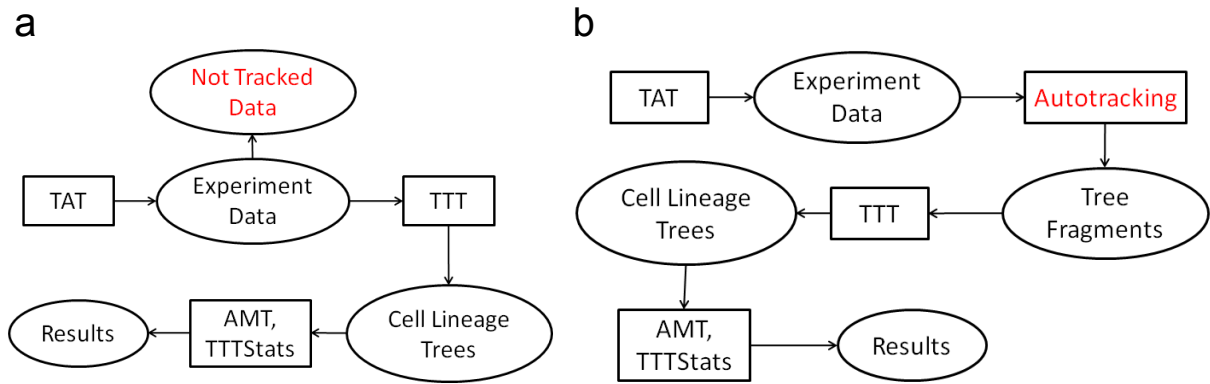 a
Not Tracked
Data
TAT
Experiment
Data
TTT
Results
AMT,
TTTStats
Cell Lineage
Trees
b
TAT
Experiment
Data
Autotracking
Cell Lineage
Trees
TTT
Tree
Fragments
AMT,
TTTStats
Results